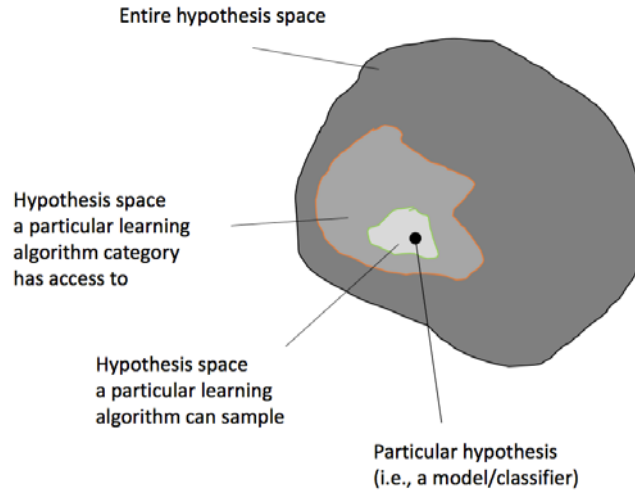 Entire hypothesis space
Hypothesis space
a particular learning
algorithm category
has access to
Hypothesis space
a particular learning
algorithm can sample
Particular hypothesis
(i.e., a model/classifier)